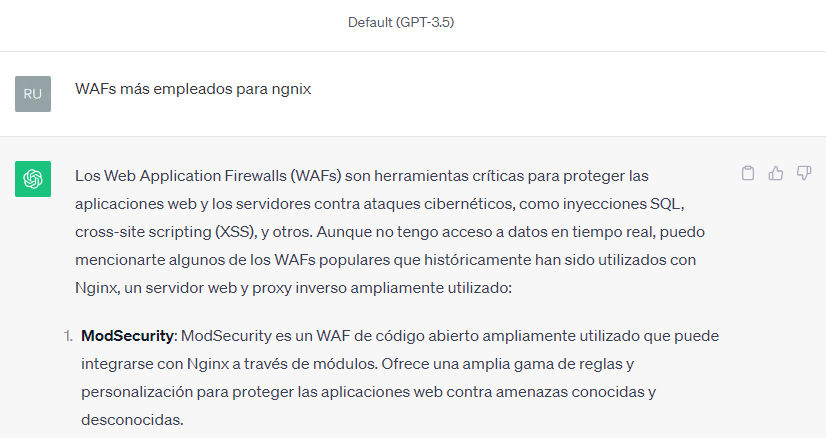 Default (GPT-3.5)
RU
WAFs más empleados para ngnix
Los Web Application Firewalls (WAFs) son herramientas críticas para proteger las
aplicaciones web y los servidores contra ataques cibernéticos, como inyecciones SQL,
cross-site scripting (XSS), y otros. Aunque no tengo acceso a datos en tiempo real, puedo
mencionarte algunos de los WAFs populares que históricamente han sido utilizados con
Nginx, un servidor web y proxy inverso ampliamente utilizado:
1. ModSecurity: ModSecurity es un WAF de código abierto ampliamente utilizado que puede
integrarse con Nginx a través de módulos. Ofrece una amplia gama de reglas y
personalización para proteger las aplicaciones web contra amenazas conocidas y
desconocidas.